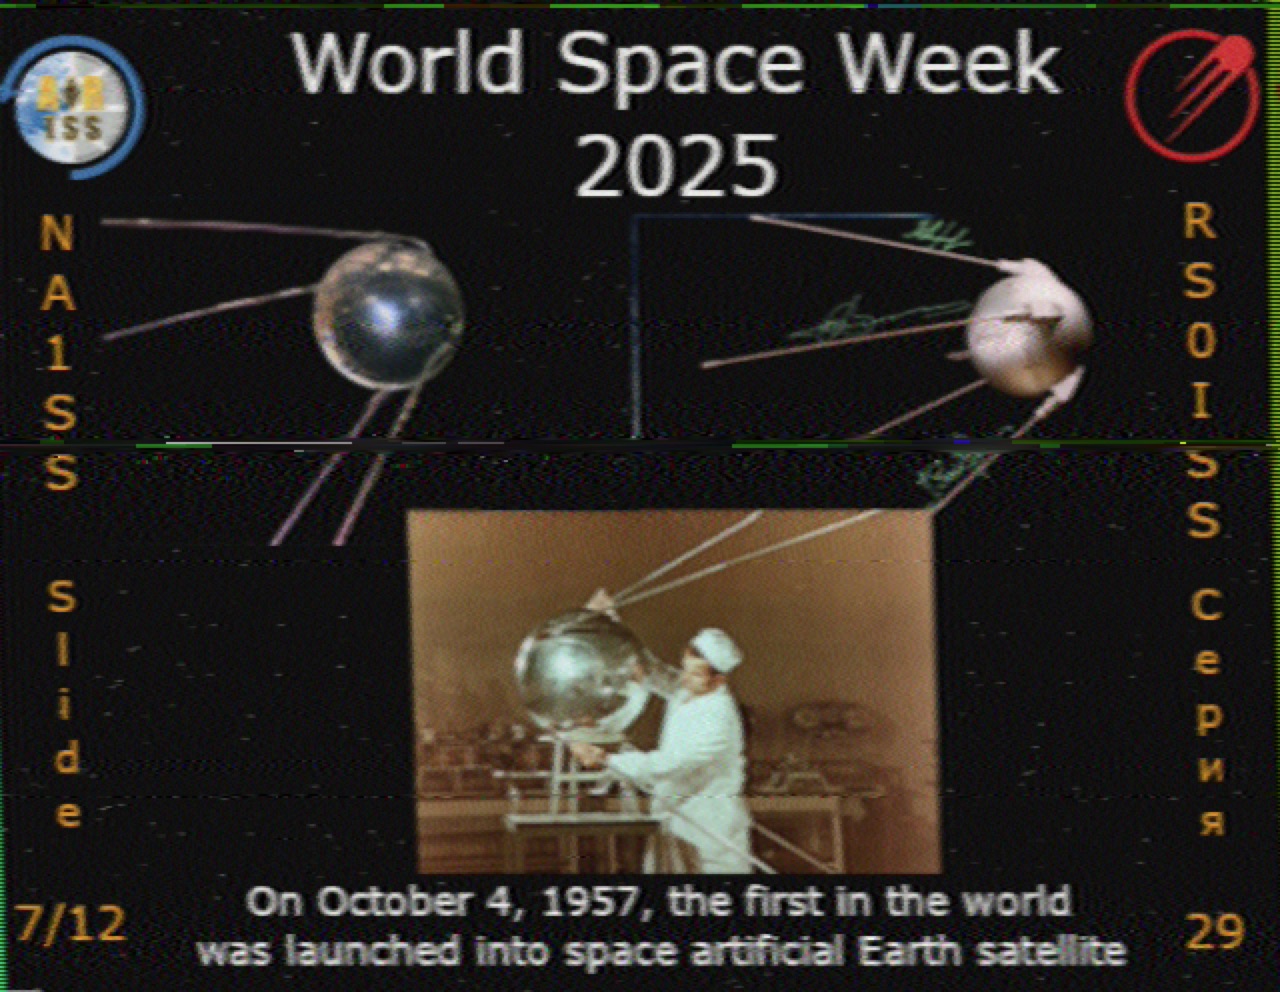 World Space Week
2025
A R
ISS
NA1SS
Slide
7/12
RS0ISS
Серия
29
On October 4, 1957, the first in the world
was launched into space artificial Earth satellite